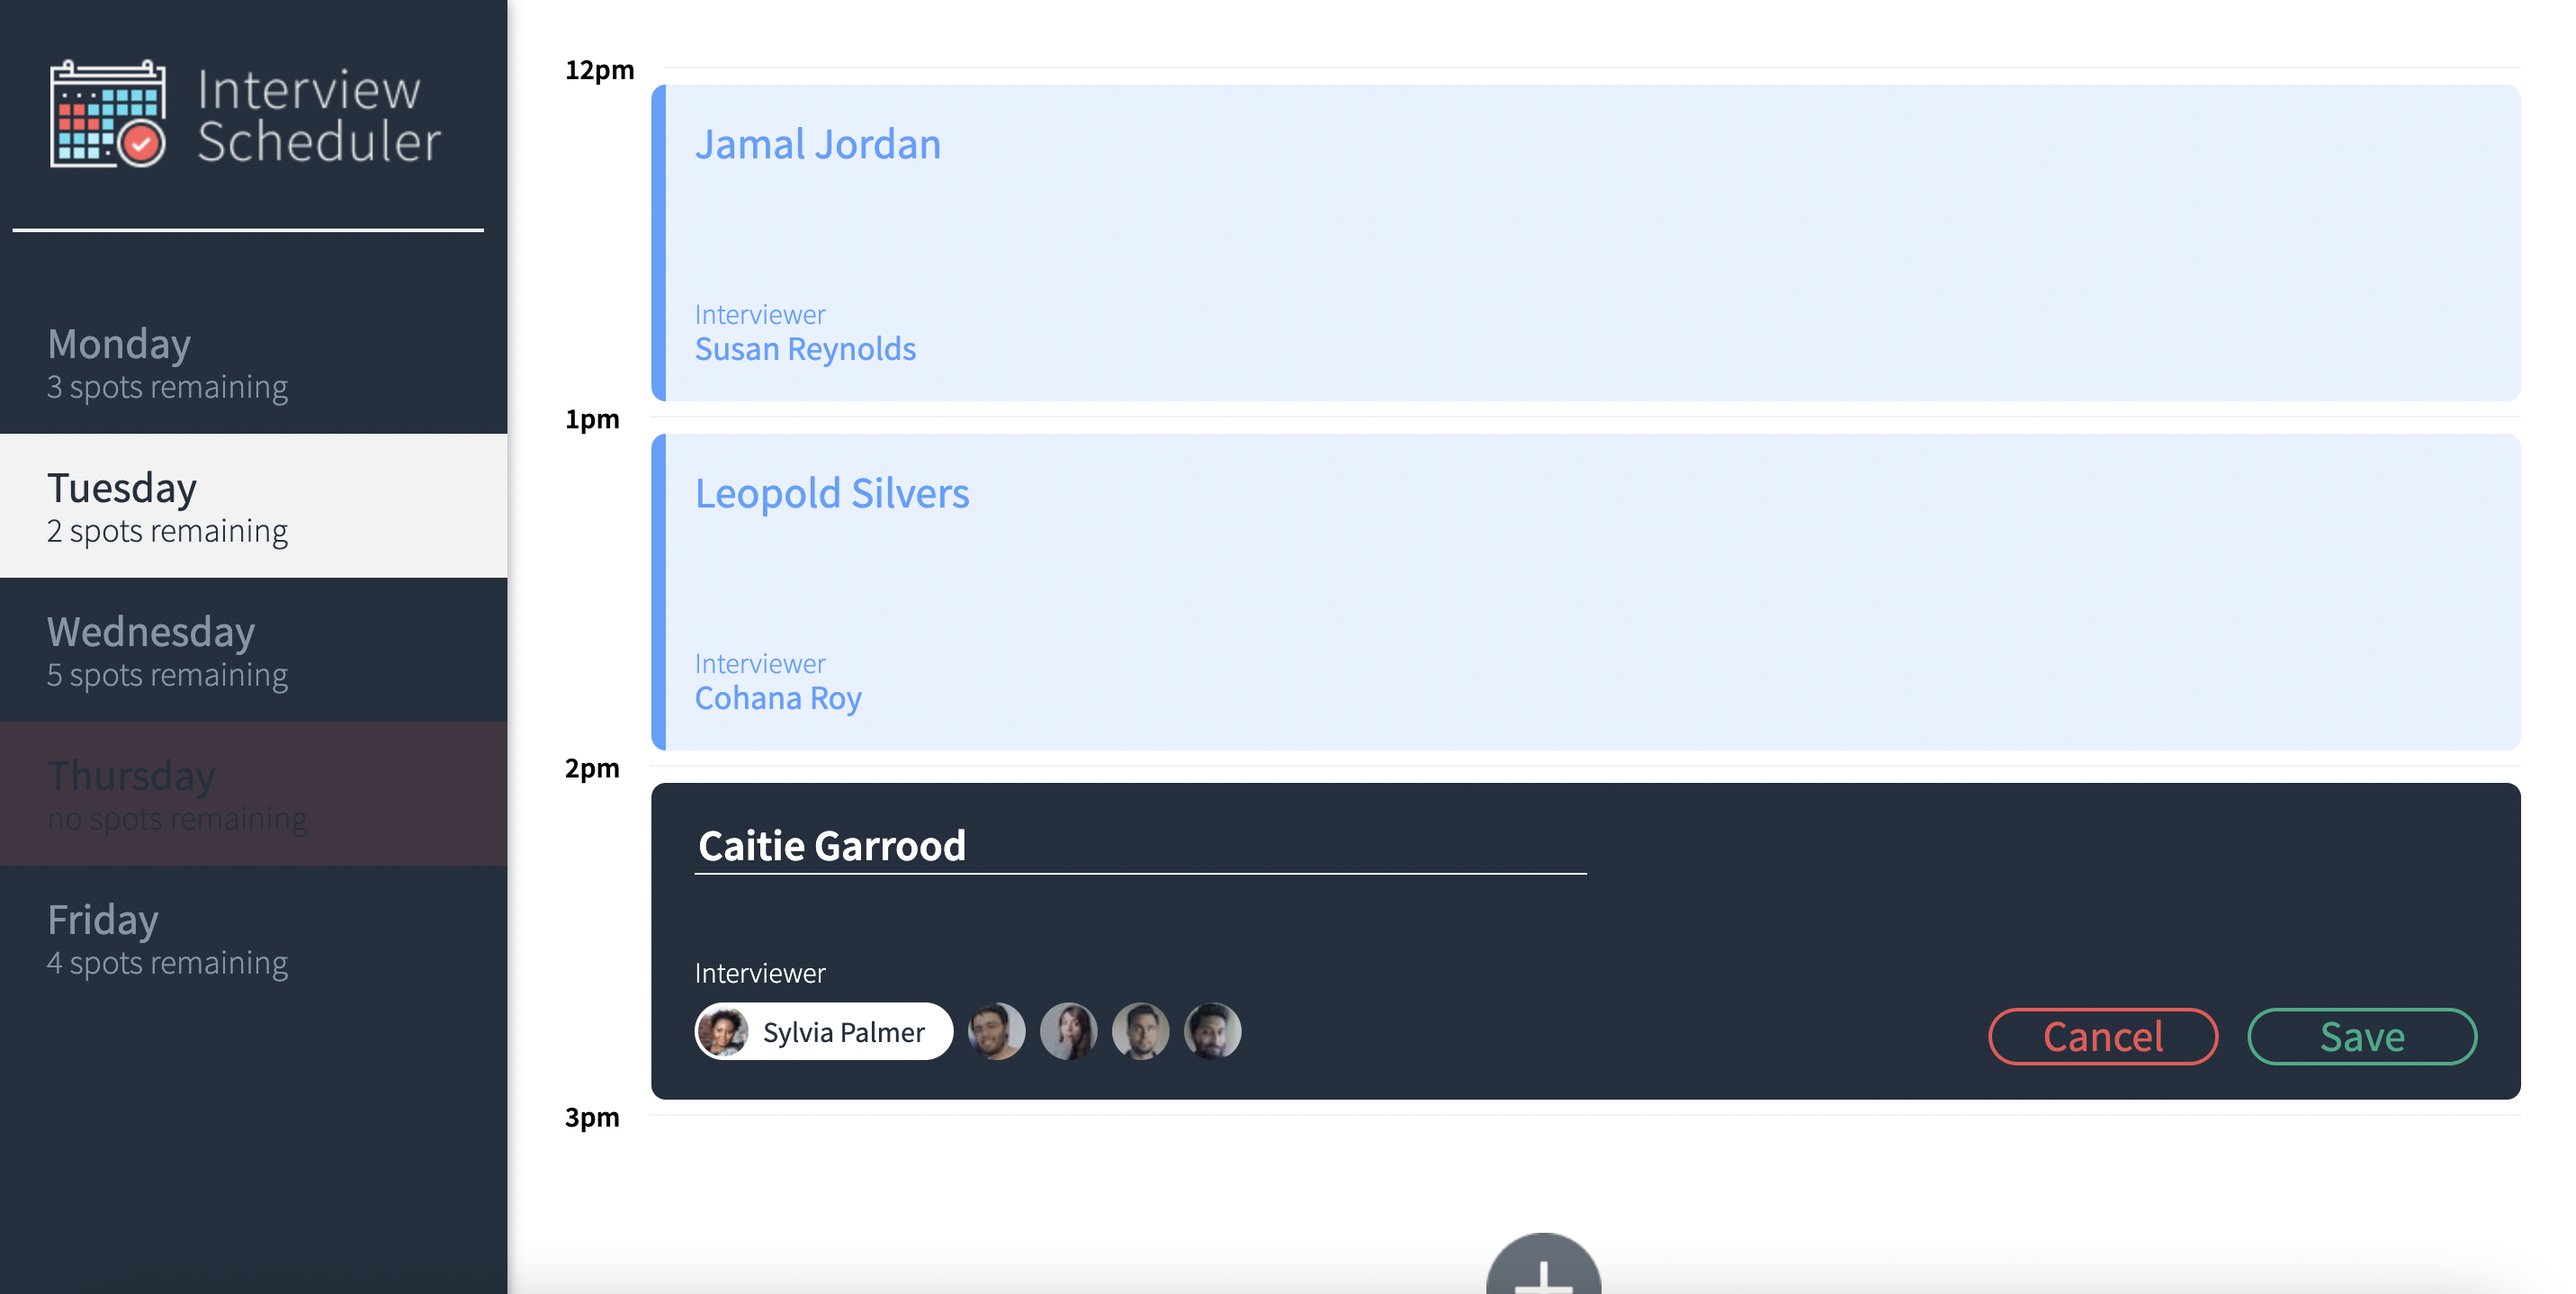 Interview
Scheduler
Monday
3 spots remaining
Tuesday
2 spots remaining
Wednesday
5 spots remaining
Thursday
no spots remaining
Friday
4 spots remaining
12pm
Jamal Jordan
Interviewer
Susan Reynolds
1pm
Leopold Silvers
Interviewer
Cohana Roy
2pm
Caitie Garrood
Interviewer
Sylvia Palmer
Cancel
Save
3pm